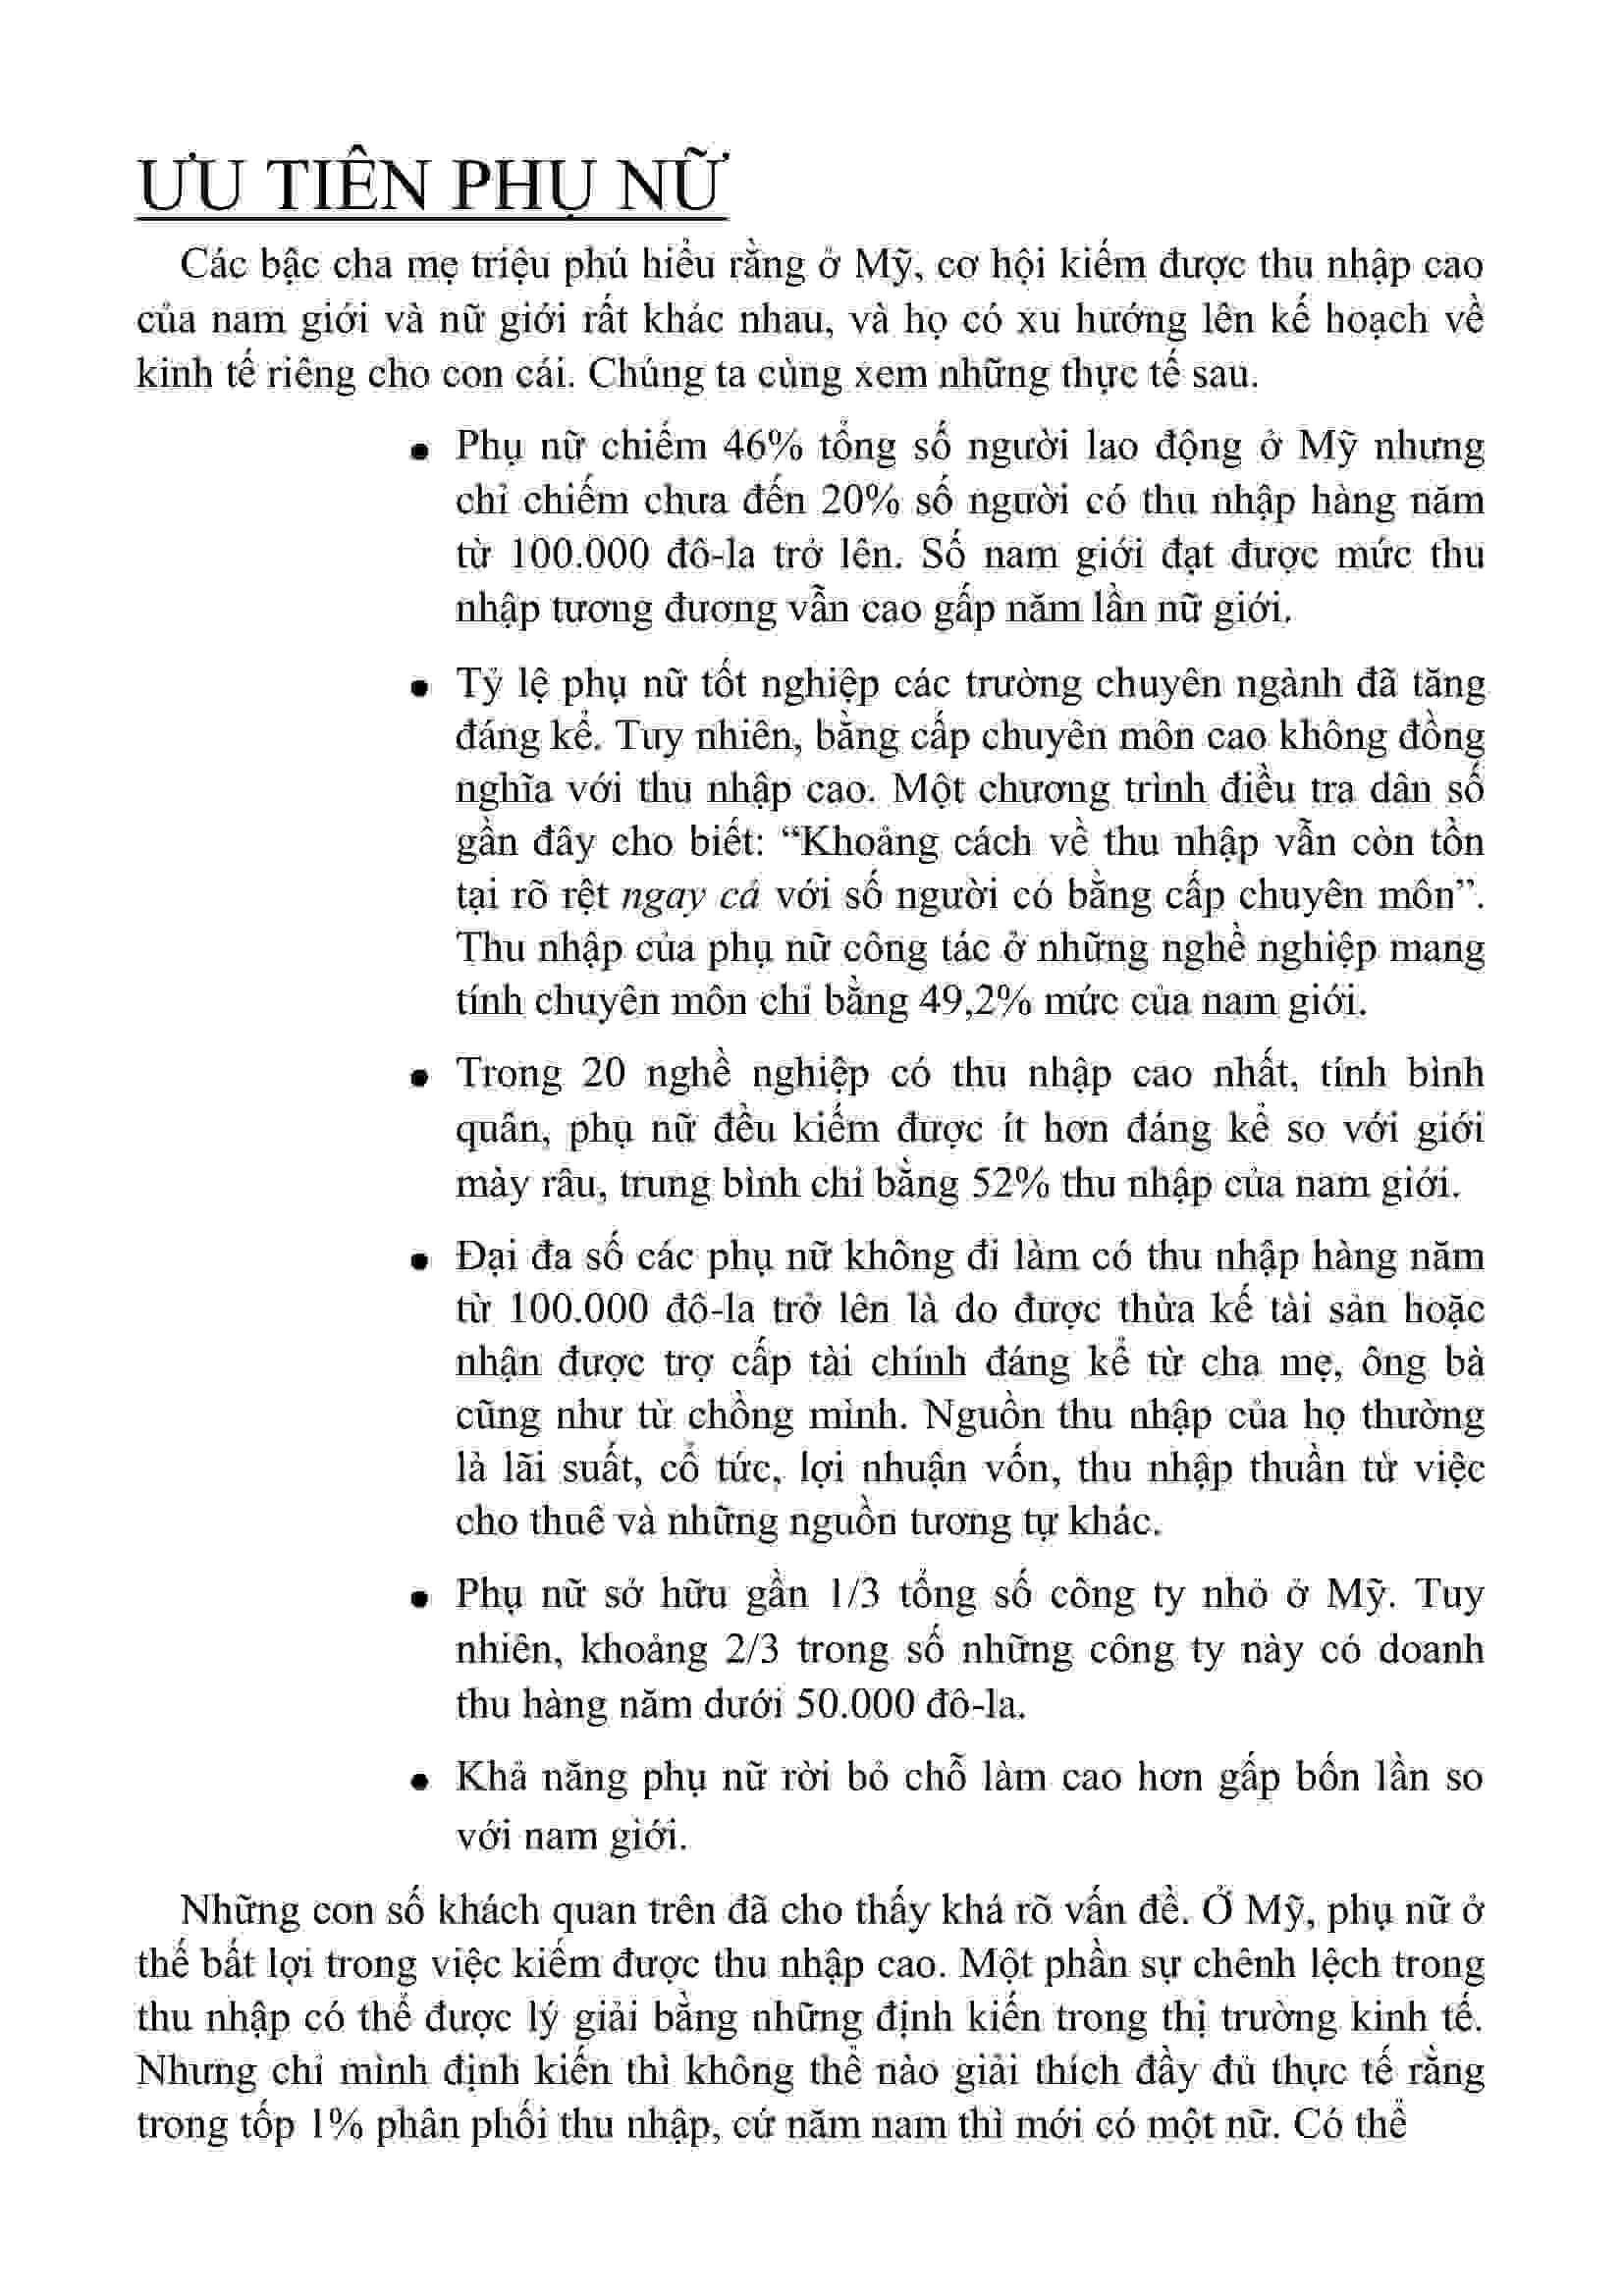 ƯU TIÊN PHỤ NỮ
Các bậc cha mẹ triệu phú hiểu rằng ở Mỹ, cơ hội kiếm được thu nhập cao
của nam giới và nữ giới rất khác nhau, và họ có xu hướng lên kế hoạch về
kinh tế riêng cho con cái. Chúng ta cùng xem những thực tế sau.
● Phụ nữ chiếm 46% tổng số người lao động ở Mỹ nhưng
chỉ chiếm chưa đến 20% số người có thu nhập hàng năm
từ 100.000 đô-la trở lên. Số nam giới đạt được mức thu
nhập tương đương vẫn cao gấp năm lần nữ giới.
● Tỷ lệ phụ nữ tốt nghiệp các trường chuyên ngành đã tăng
đáng kể. Tuy nhiên, bằng cấp chuyên môn cao không đồng
nghĩa với thu nhập cao. Một chương trình điều tra dân số
gần đây cho biết: “Khoảng cách về thu nhập vẫn còn tồn
tại rõ rệt ngay cả với số người có bằng cấp chuyên môn”.
Thu nhập của phụ nữ công tác ở những nghề nghiệp mang
tính chuyên môn chỉ bằng 49,2% mức của nam giới.
● Trong 20 nghề nghiệp có thu nhập cao nhất, tính bình
quân, phụ nữ đều kiếm được ít hơn đáng kể so với giới
mày râu, trung bình chỉ bằng 52% thu nhập của nam giới.
● Đại đa số các phụ nữ không đi làm có thu nhập hàng năm
từ 100.000 đô-la trở lên là do được thừa kế tài sản hoặc
nhận được trợ cấp tài chính đáng kể từ cha mẹ, ông bà
cũng như từ chồng mình. Nguồn thu nhập của họ thường
là lãi suất, cổ tức, lợi nhuận vốn, thu nhập thuần từ việc
cho thuê và những nguồn tương tự khác.
● Phụ nữ sở hữu gần 1/3 tổng số công ty nhỏ ở Mỹ. Tuy
nhiên, khoảng 2/3 trong số những công ty này có doanh
thu hàng năm dưới 50.000 đô-la.
● Khả năng phụ nữ rời bỏ chỗ làm cao hơn gấp bốn lần so
với nam giới.
Những con số khách quan trên đã cho thấy khá rõ vấn đề. Ở Mỹ, phụ nữ ở
thế bất lợi trong việc kiếm được thu nhập cao. Một phần sự chênh lệch trong
thu nhập có thể được lý giải bằng những định kiến trong thị trường kinh tế.
Nhưng chỉ mình định kiến thì không thể nào giải thích đầy đủ thực tế rằng
trong tốp 1% phân phối thu nhập, cứ năm nam thì mới có một nữ. Có thể